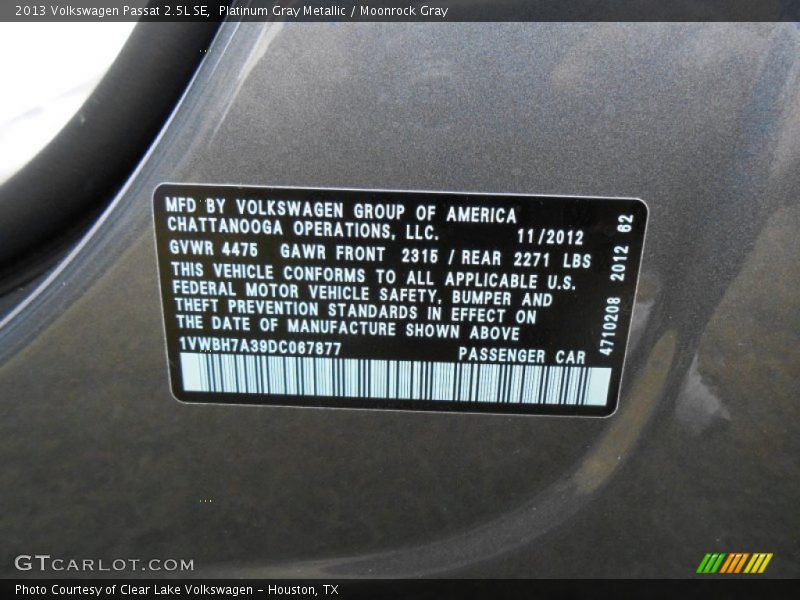 2013 Volkswagen Passat 2.5L SE,  Platinum Gray Metallic / Moonrock Gray
MFD BY VOLKSWAGEN GROUP OF AMERICA
CHATTANOOGA OPERATIONS, LLC. 11/2012
GVWR 4475 GAWR FRONT 2315 / REAR 2271 LBS
THIS VEHICLE CONFORMS TO ALL APPLICABLE U.S.
FEDERAL MOTOR VEHICLE SAFETY, BUMPER AND
THEFT PREVENTION STANDARDS IN EFFECT ON
THE DATE OF MANUFACTURE SHOWN ABOVE
1VWBH7A39DC067877 PASSENGER CAR
4710208 2012 62
GTCARLOT.COM
Photo Courtesy of Clear Lake Volkswagen - Houston, TX